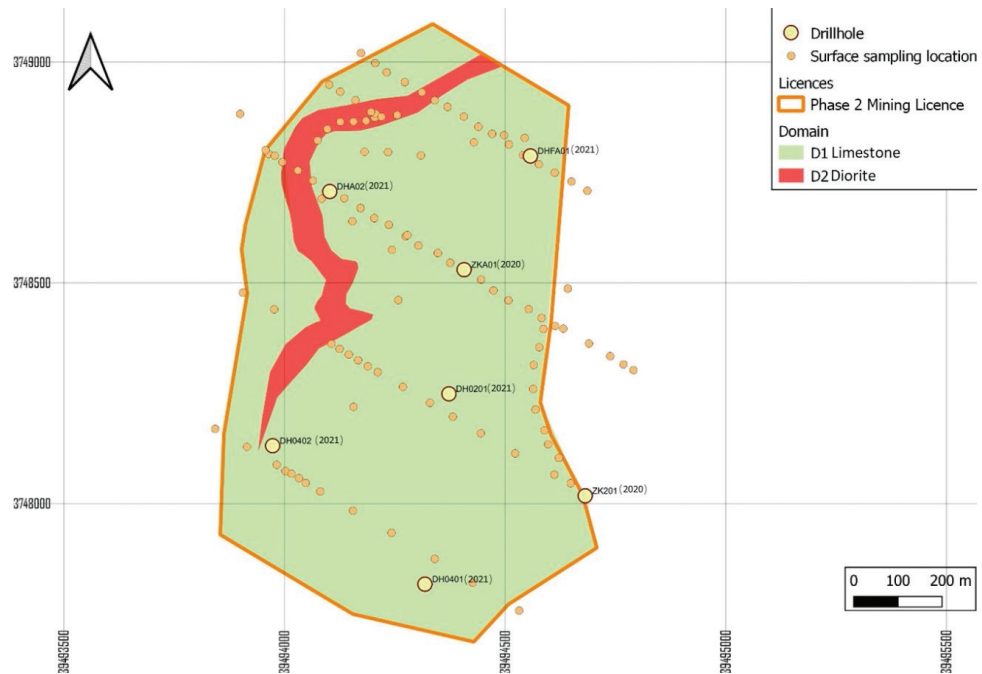 Drillhole
Surface sampling location
Licences
Phase 2 Mining Licence
Domain
D1 Limestone
D2 Diorite
3749000
DHFA01 (2021)
DHA02 (2021)
ZKA01 (2020)
3748500
DH0201 (2021)
DH0402 (2021)
ZK201 (2020)
3748000
DH0401 (2021)
0 100 200 m
39493500
39494000
39494500
39495000
39495500